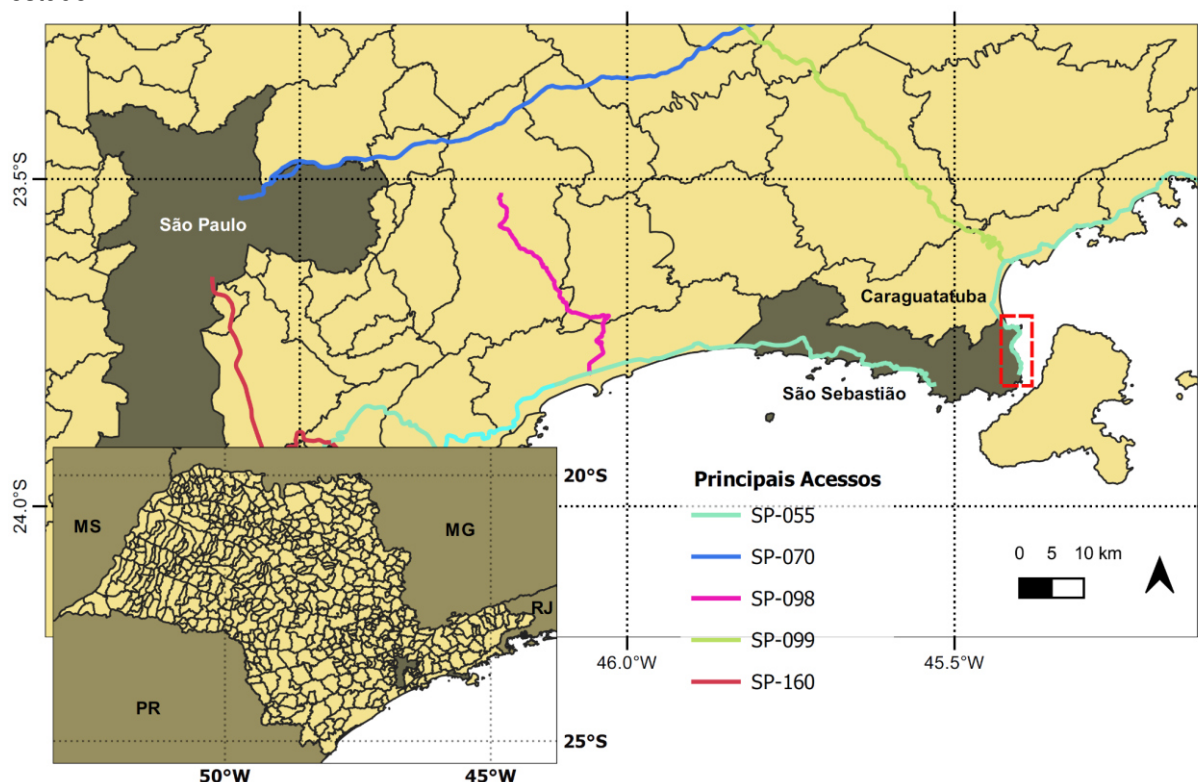 23.5°S
São Paulo
Caraguatatuba
São Sebastião
24.0°S
Principais Acessos
SP-055
SP-070
SP-098
SP-099
SP-160
0 5 10 km
46.0°W
45.5°W
20°S
MS
MG
RJ
PR
25°S
50°W
45°W